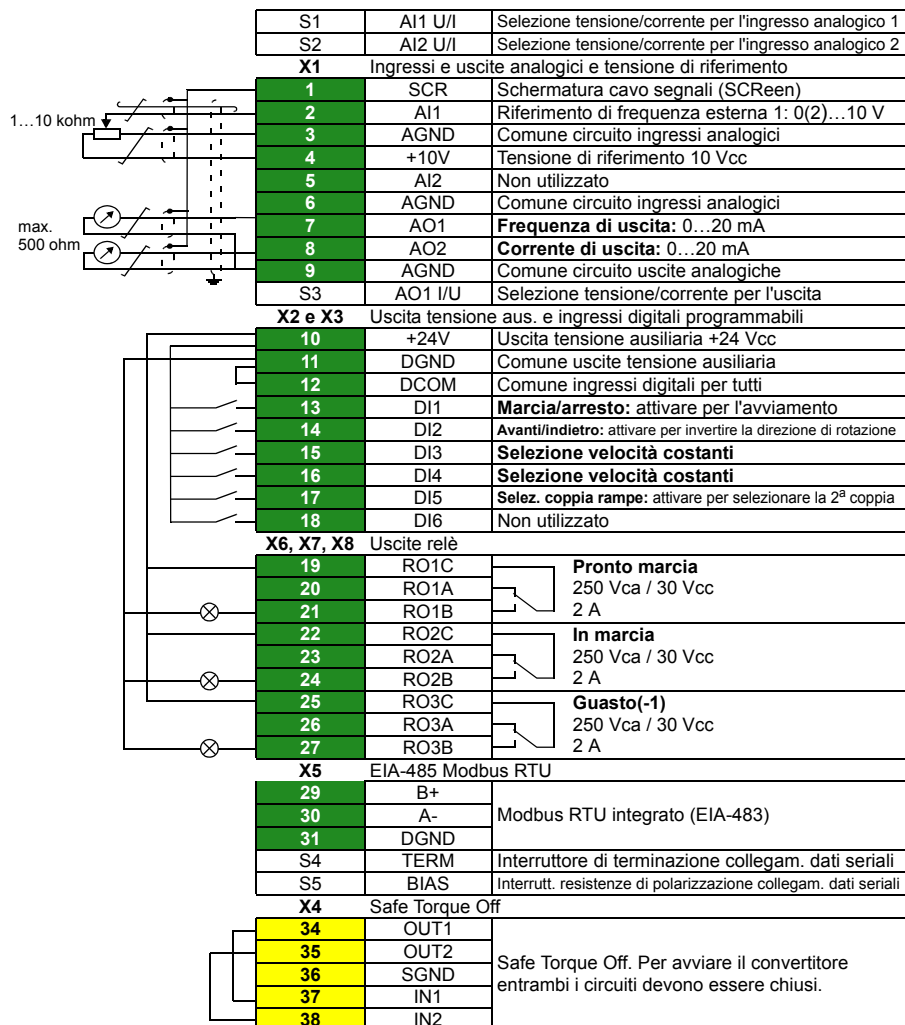 S1 AI1 U/I Selezione tensione/corrente per l'ingresso analogico 1
S2 AI2 U/I Selezione tensione/corrente per l'ingresso analogico 2
X1 Ingressi e uscite analogici e tensione di riferimento
1 SCR Schermatura cavo segnali (SCReen)
1…10 kohm
2 AI1 Riferimento di frequenza esterna 1: 0(2)…10 V
3 AGND Comune circuito ingressi analogici
4 +10V Tensione di riferimento 10 Vcc
5 AI2 Non utilizzato
6 AGND Comune circuito ingressi analogici
max.
500 ohm
7 AO1 Frequenza di uscita: 0…20 mA
8 AO2 Corrente di uscita: 0…20 mA
9 AGND Comune circuito uscite analogiche
S3 AO1 I/U Selezione tensione/corrente per l'uscita
X2 e X3 Uscita tensione aus. e ingressi digitali programmabili
10 +24V Uscita tensione ausiliaria +24 Vcc
11 DGND Comune uscite tensione ausiliaria
12 DCOM Comune ingressi digitali per tutti
13 DI1 Marcia/arresto: attivare per l'avviamento
14 DI2 Avanti/indietro: attivare per invertire la direzione di rotazione
15 DI3 Selezione velocità costanti
16 DI4 Selezione velocità costanti
17 DI5 Selez. coppia rampe: attivare per selezionare la 2ª coppia
18 DI6 Non utilizzato
X6, X7, X8 Uscite relè
19 RO1C Pronto marcia
20 RO1A 250 Vca / 30 Vcc
21 RO1B 2 A
22 RO2C In marcia
23 RO2A 250 Vca / 30 Vcc
24 RO2B 2 A
25 RO3C Guasto(-1)
26 RO3A 250 Vca / 30 Vcc
27 RO3B 2 A
X5 EIA-485 Modbus RTU
29 B+
30 A- Modbus RTU integrato (EIA-483)
31 DGND
S4 TERM Interruttore di terminazione collegam. dati seriali
S5 BIAS Interrutt. resistenze di polarizzazione collegam. dati seriali
X4 Safe Torque Off
34 OUT1
35 OUT2 Safe Torque Off. Per avviare il convertitore
36 SGND entrambi i circuiti devono essere chiusi.
37 IN1
38 IN2